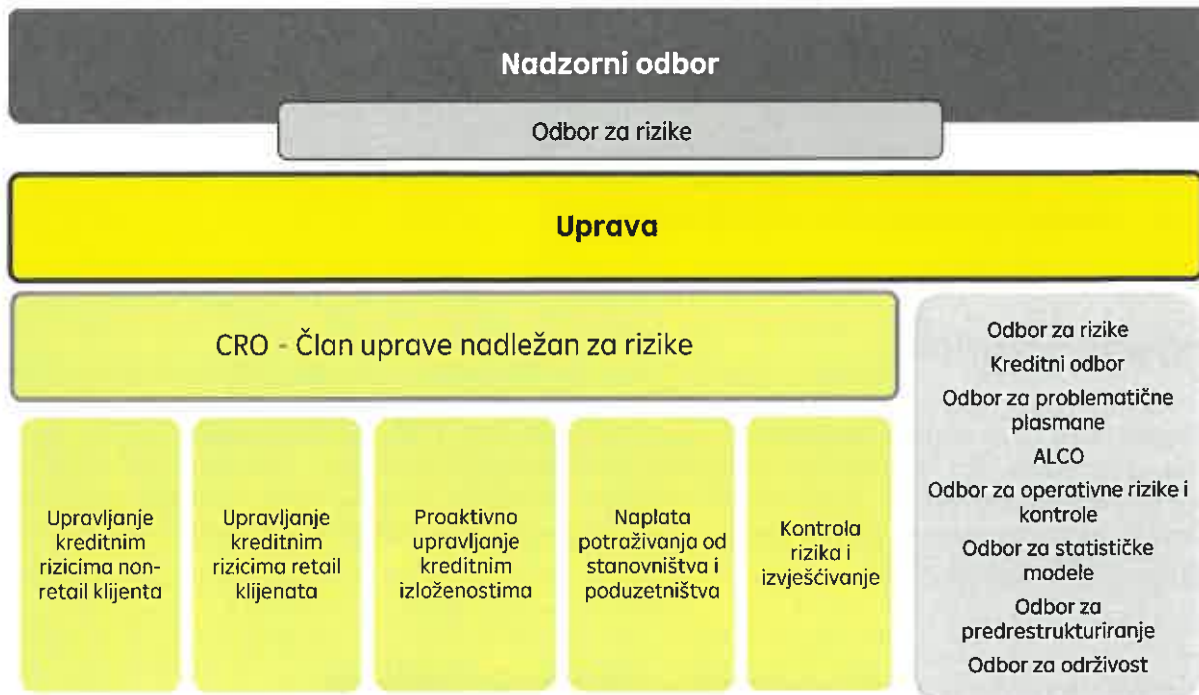 Nadzorni odbor
Odbor za rizike
Uprava
CRO - Član uprave nadležan za rizike
Upravljanje
kreditnim
rizicima non-
retail klijenta
Upravljanje
kreditnim
rizicima retail
klijenata
Proaktivno
upravljanje
kreditnim
izloženostima
Naplata
potraživanja od
stanovništva i
poduzetništva
Kontrola
rizika i
izvješćivanje
Odbor za rizike
Kreditni odbor
Odbor za problematične
plasmane
ALCO
Odbor za operativne rizike i
kontrole
Odbor za statističke
modele
Odbor za
predrestrukturiranje
Odbor za održivost